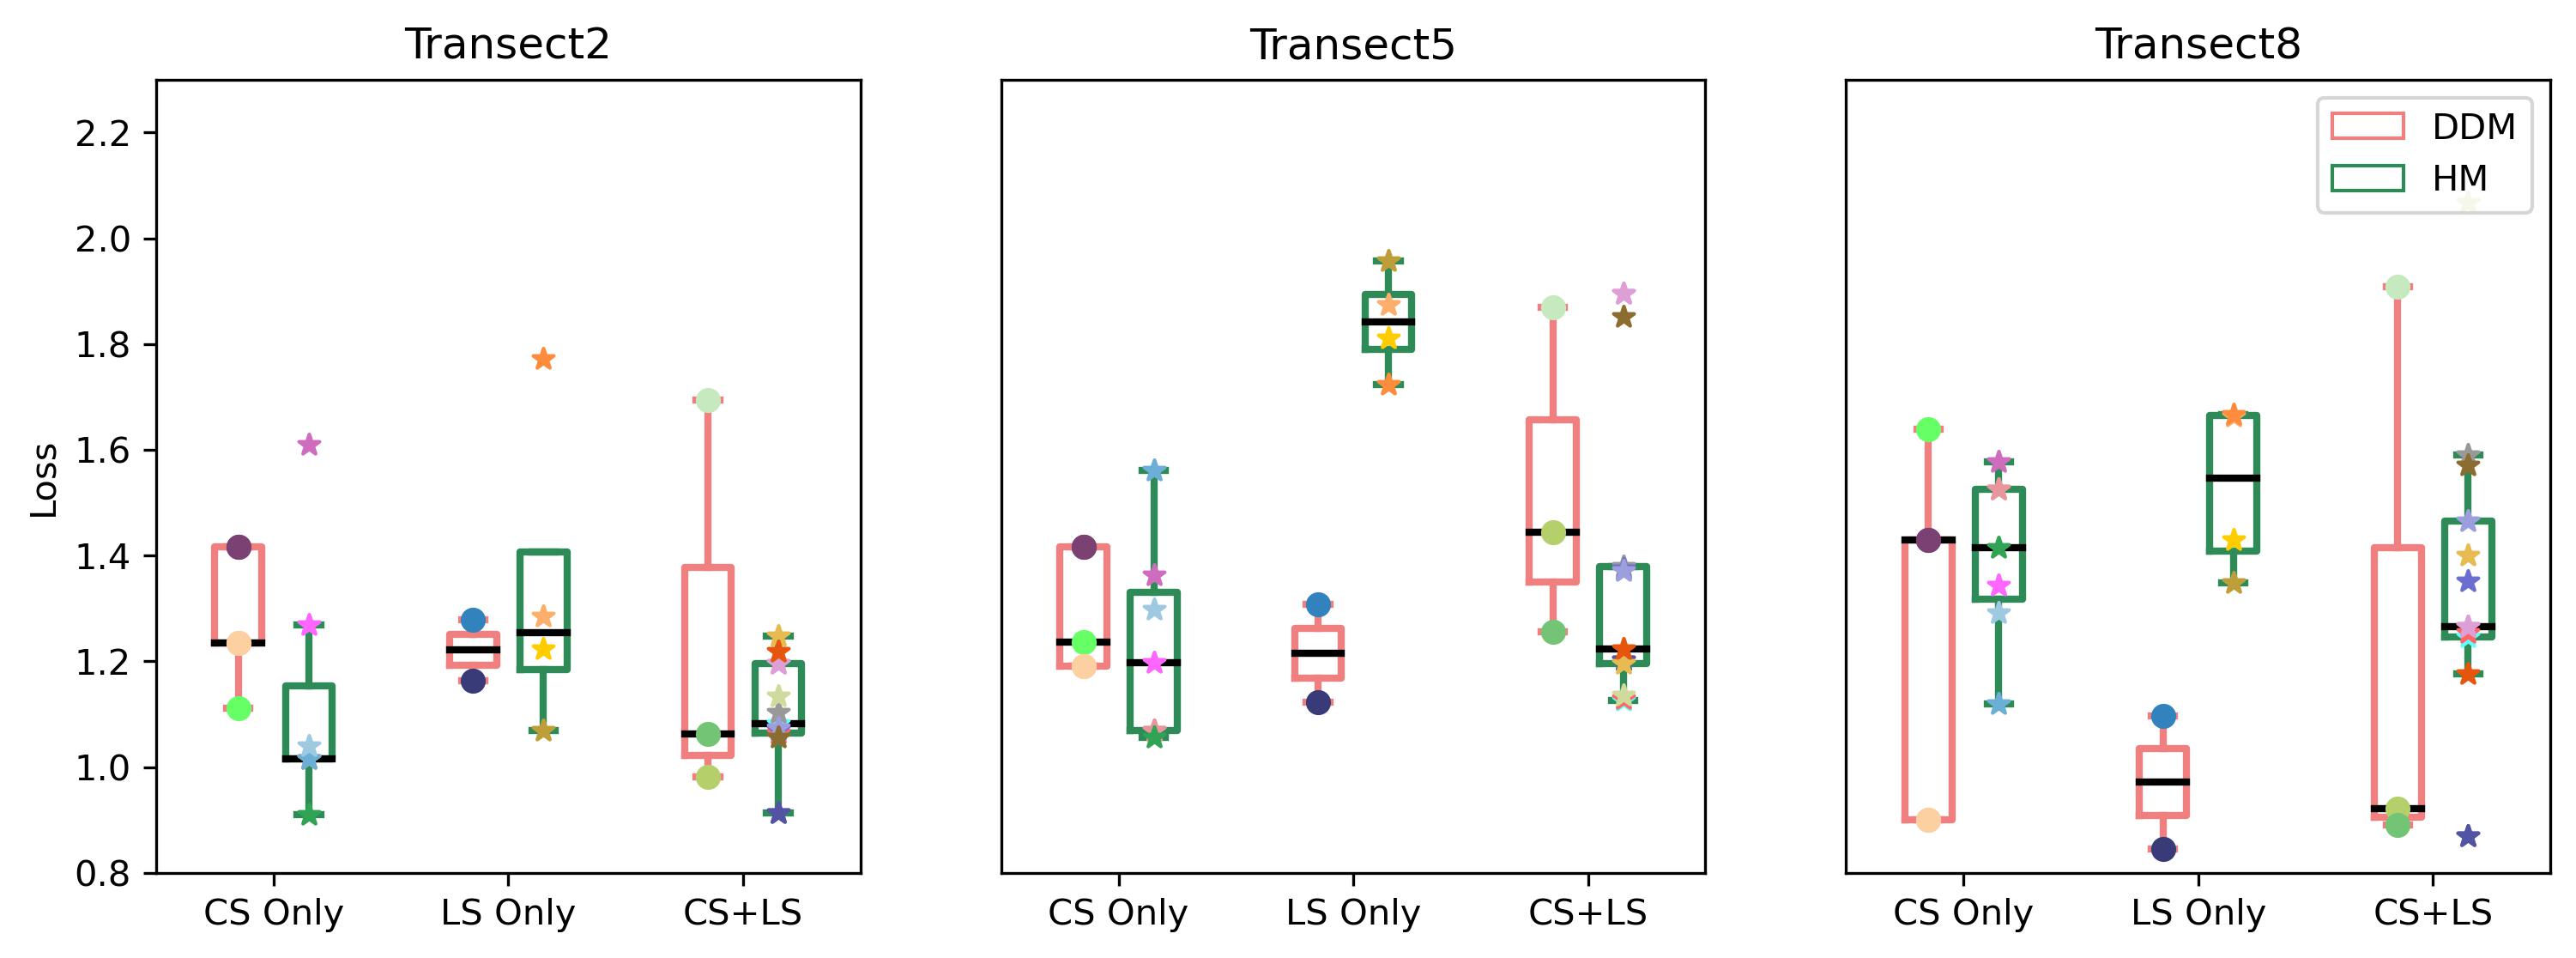 Transect2
Transect5
Transect8
DDM
HM
Loss
2.2
2.0
1.8
1.6
1.4
1.2
1.0
0.8
CS Only
LS Only
CS+LS
CS Only
LS Only
CS+LS
CS Only
LS Only
CS+LS